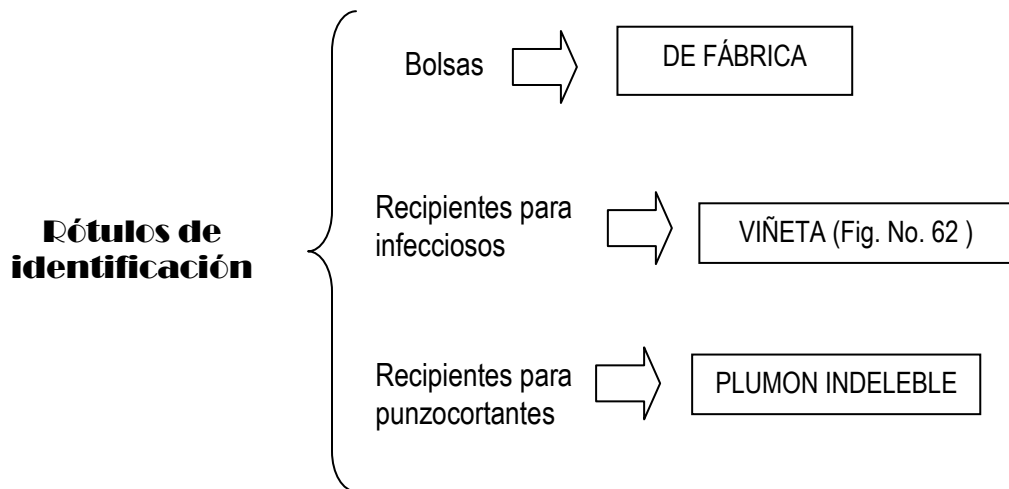 Rótulos de
identificación
Bolsas
DE FÁBRICA
Recipientes para
infecciosos
VIÑETA (Fig. No. 62 )
Recipientes para
punzocortantes
PLUMON INDELEBLE